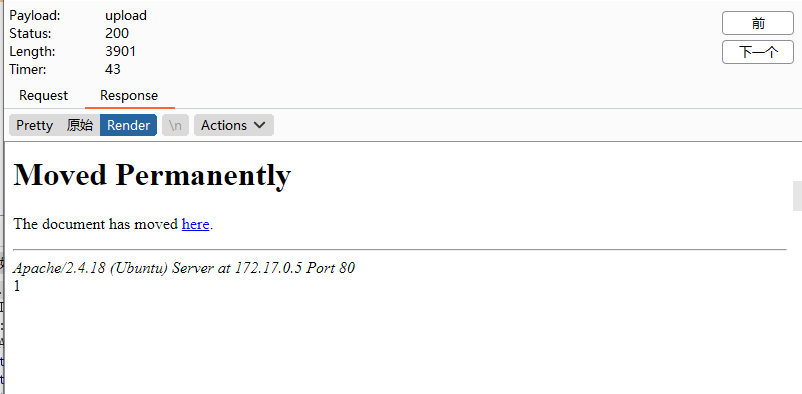 Payload: upload
前
Status: 200
Length: 3901
下一个
Timer: 43
Request Response
Pretty 原始 Render \n Actions
Moved Permanently
The document has moved here.
Apache/2.4.18 (Ubuntu) Server at 172.17.0.5 Port 80
1